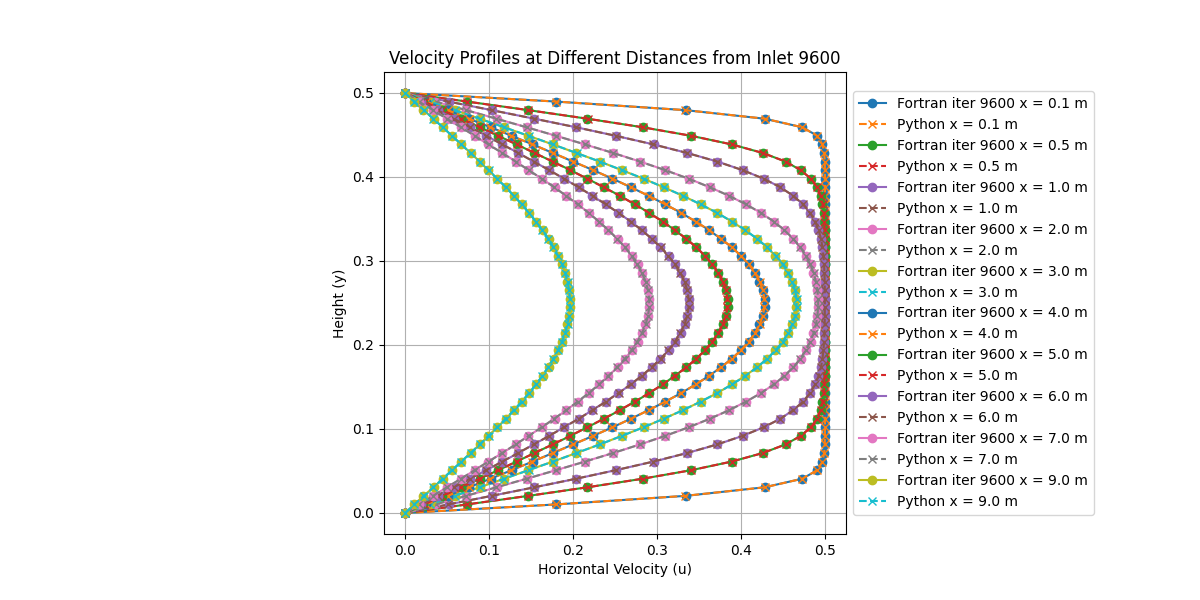 Velocity Profiles at Different Distances from Inlet 9600
0.5
0.4
0.3
0.2
0.1
0.0
Height (y)
0.0 0.1 0.2 0.3 0.4 0.5
Horizontal Velocity (u)
Fortran iter 9600 x = 0.1 m
Python x = 0.1 m
Fortran iter 9600 x = 0.5 m
Python x = 0.5 m
Fortran iter 9600 x = 1.0 m
Python x = 1.0 m
Fortran iter 9600 x = 2.0 m
Python x = 2.0 m
Fortran iter 9600 x = 3.0 m
Python x = 3.0 m
Fortran iter 9600 x = 4.0 m
Python x = 4.0 m
Fortran iter 9600 x = 5.0 m
Python x = 5.0 m
Fortran iter 9600 x = 6.0 m
Python x = 6.0 m
Fortran iter 9600 x = 7.0 m
Python x = 7.0 m
Fortran iter 9600 x = 9.0 m
Python x = 9.0 m